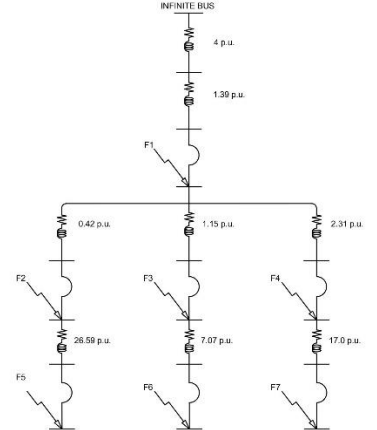 INFINITE BUS
4 p.u.
1.39 p.u.
F1
0.42 p.u.
1.15 p.u.
2.31 p.u.
F2
F3
F4
26.59 p.u.
7.07 p.u.
17.0 p.u.
F5
F6
F7